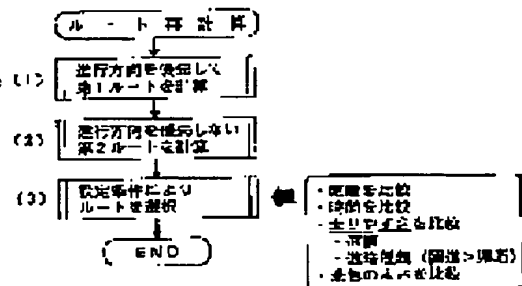 ルート再計算
(1)
進行方向を優先して
第1ルートを計算
(2)
進行方向を優先しない
第2ルートを計算
(3)
設定条件により
ルートを選択
END
・距離を比較
・時間を比較
・走りやすさを比較
－道路種類 (国道>県道)